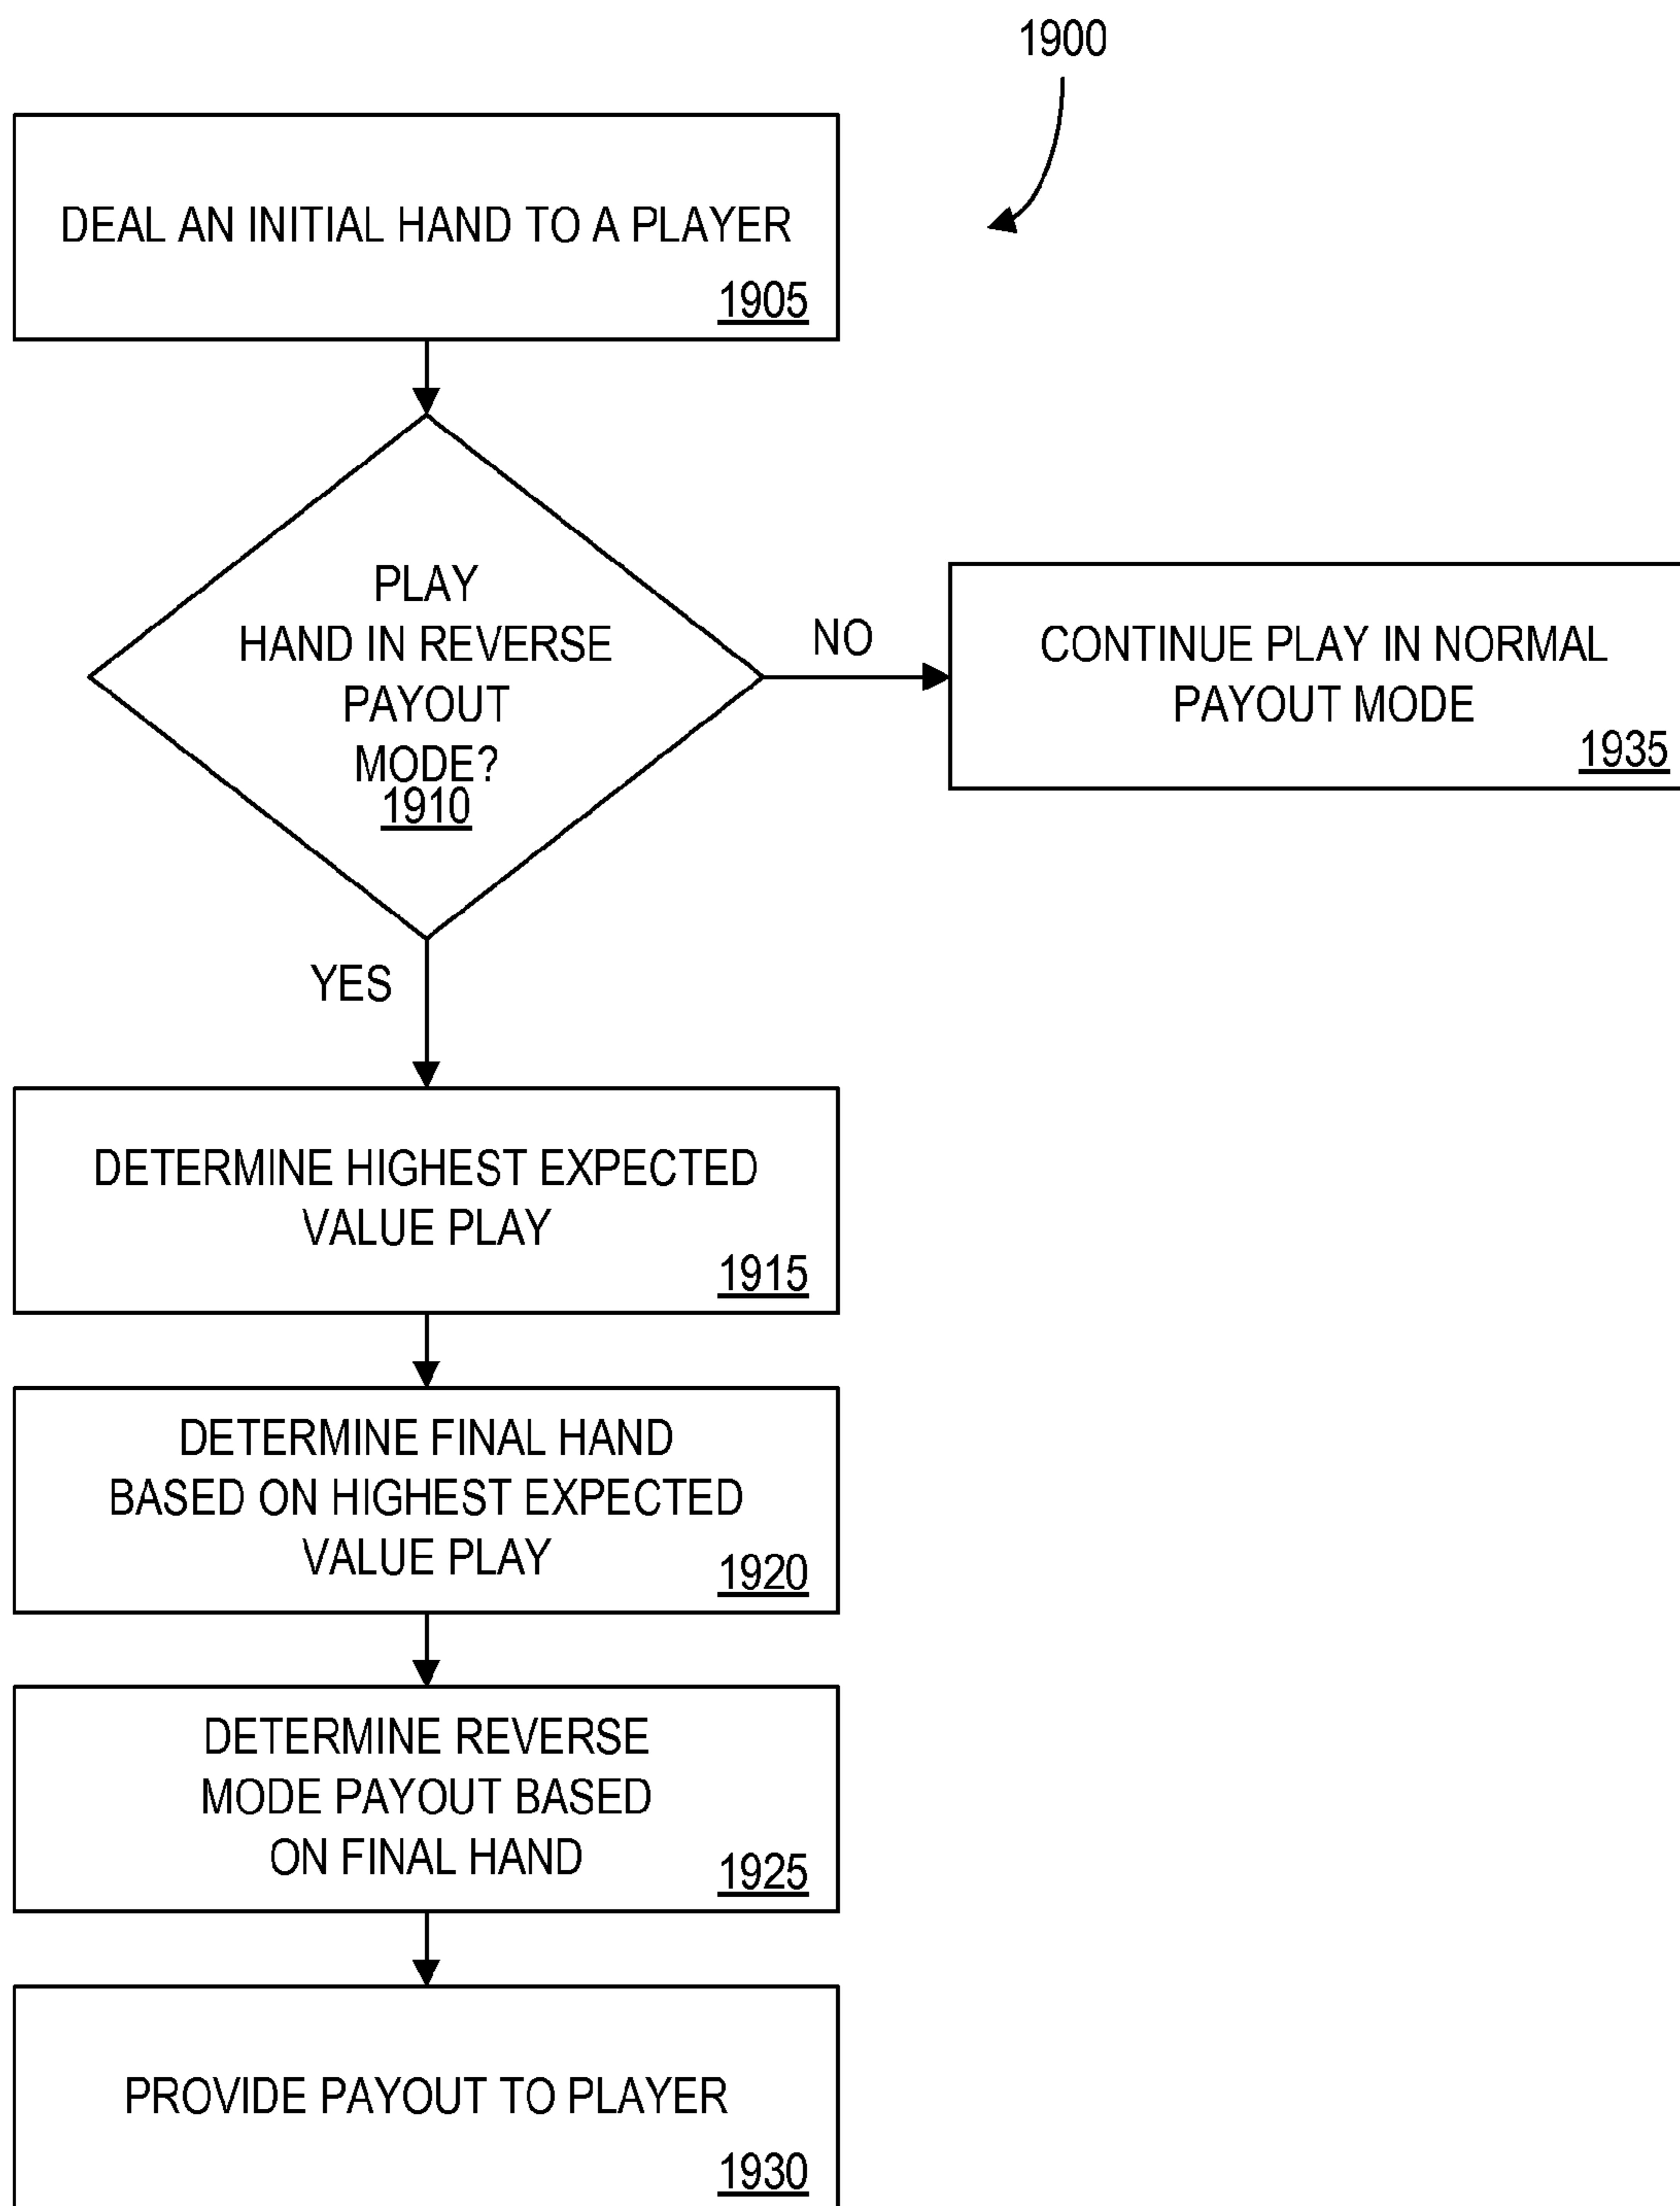 1900
DEAL AN INITIAL HAND TO A PLAYER
1905
PLAY
HAND IN REVERSE
PAYOUT
MODE?
1910
NO
CONTINUE PLAY IN NORMAL
PAYOUT MODE
1935
YES
DETERMINE HIGHEST EXPECTED
VALUE PLAY
1915
DETERMINE FINAL HAND
BASED ON HIGHEST EXPECTED
VALUE PLAY
1920
DETERMINE REVERSE
MODE PAYOUT BASED
ON FINAL HAND
1925
PROVIDE PAYOUT TO PLAYER
1930